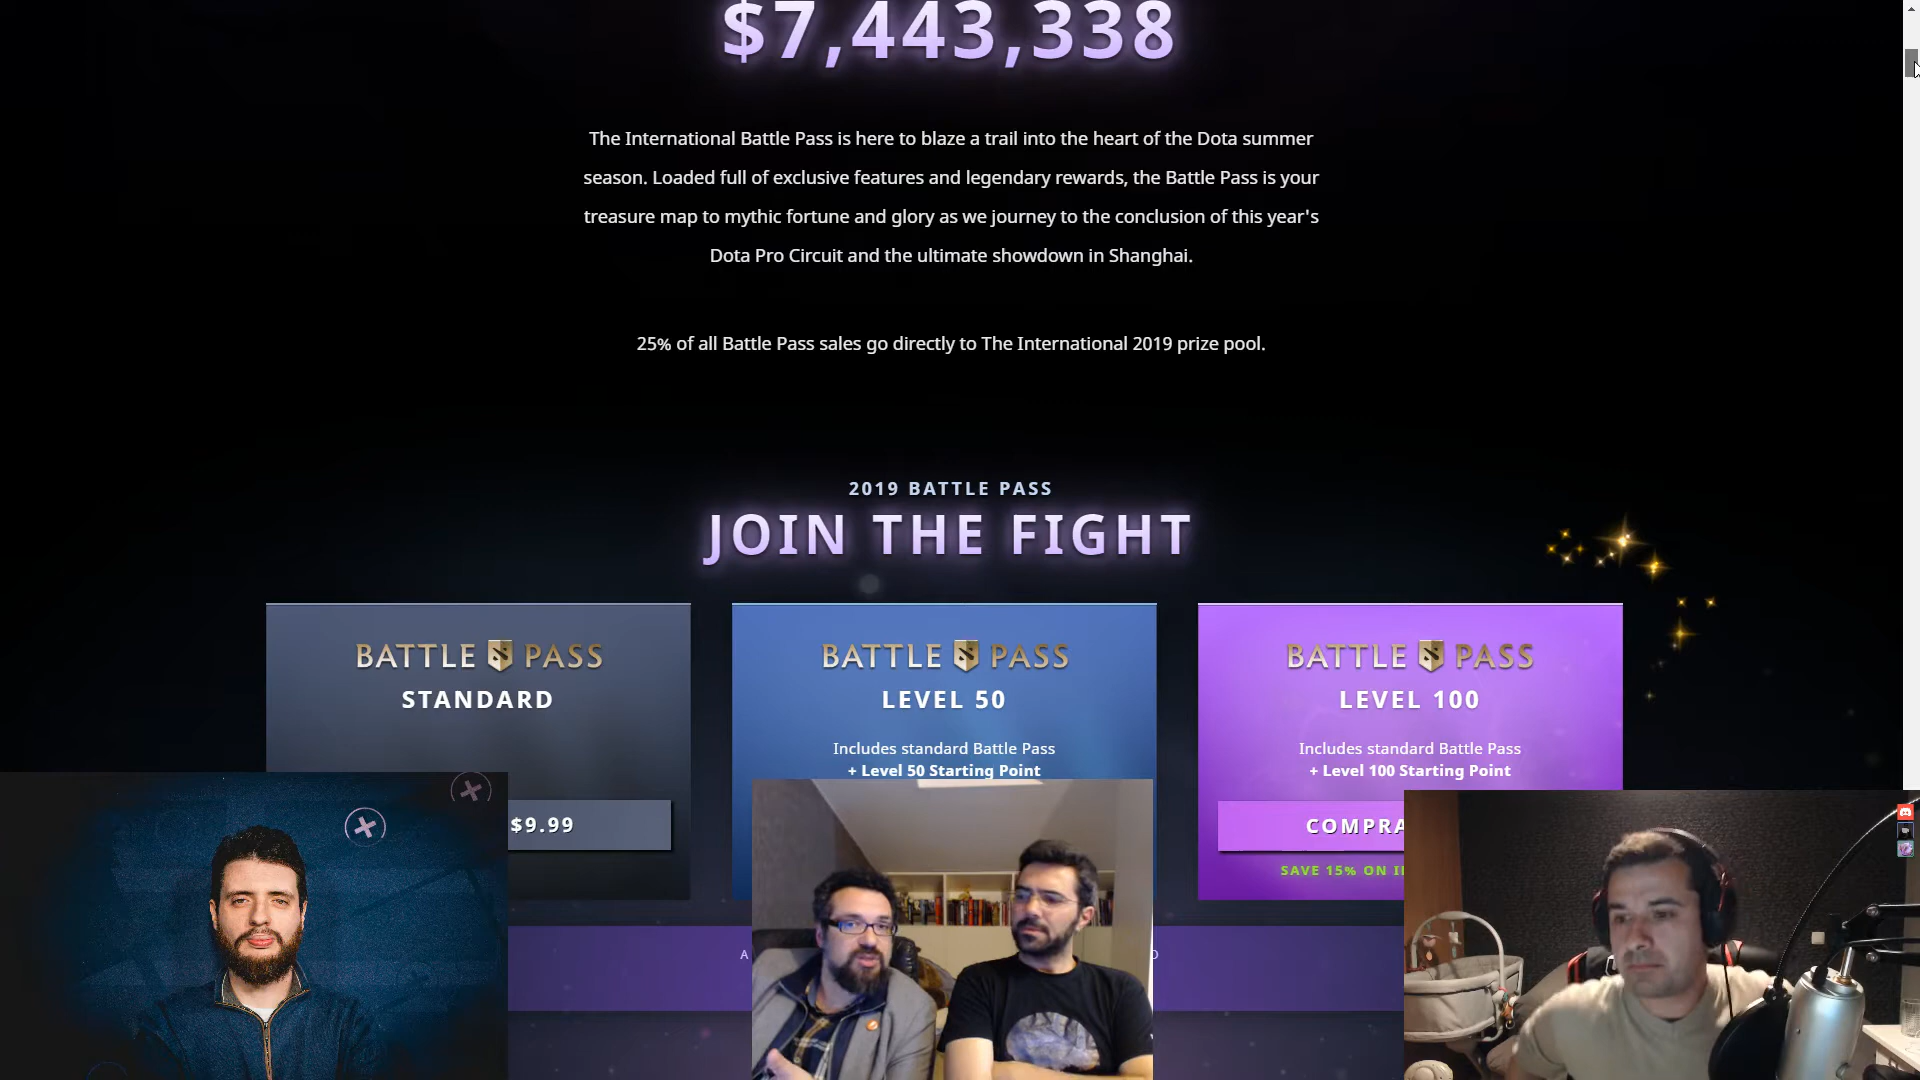 $7,443,338
The International Battle Pass is here to blaze a trail into the heart of the Dota summer
season. Loaded full of exclusive features and legendary rewards, the Battle Pass is your
treasure map to mythic fortune and glory as we journey to the conclusion of this year's
Dota Pro Circuit and the ultimate showdown in Shanghai.
25% of all Battle Pass sales go directly to The International 2019 prize pool.
2019 BATTLE PASS
JOIN THE FIGHT
BATTLE PASS
STANDARD
$9.99
BATTLE PASS
LEVEL 50
Includes standard Battle Pass
+ Level 50 Starting Point
BATTLE PASS
LEVEL 100
Includes standard Battle Pass
+ Level 100 Starting Point
COMPRA
SAVE 15% ON